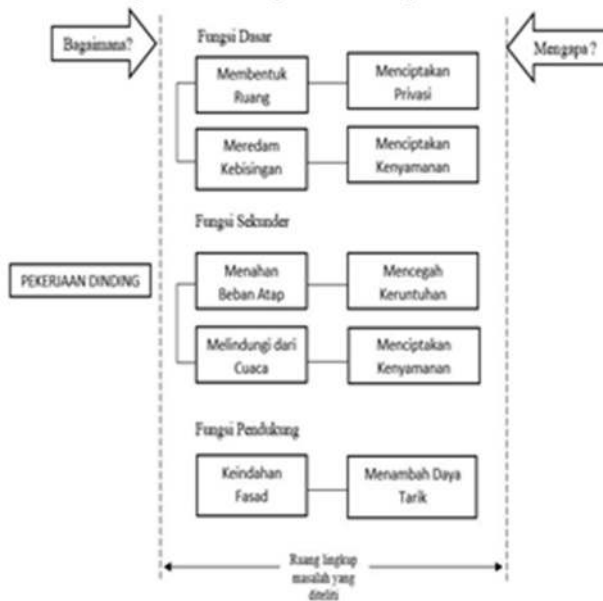 Bagaimana?
Mengapa ?
Fungsi Dasar
Membentuk
Ruang
Menciptakan
Privasi
Meredam
Kebisingan
Menciptakan
Kenyamanan
Fungsi Sekunder
PEKERJAAN DINDING
Menahan
Beban Atap
Mencegah
Keruntuhan
Melindungi dari
Cuaca
Menciptakan
Kenyamanan
Fungsi Pendukung
Keindahan
Fasad
Menambah Daya
Tarik
Ruang lingkup
masalah yang
diteliti